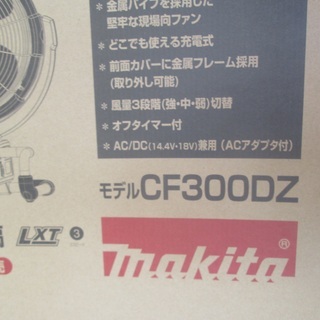 * 金属パイプを採用した
堅牢な現場向ファン
* どこでも使える充電式
* 前面カバーに金属フレーム採用
(取り外し可能)
* 風量3段階(強・中・弱)切替
* オフタイマー付
* AC/DC(14.4V-18V)兼用(ACアダプタ付)
モデルCF300DZ
LXT 3
makita®